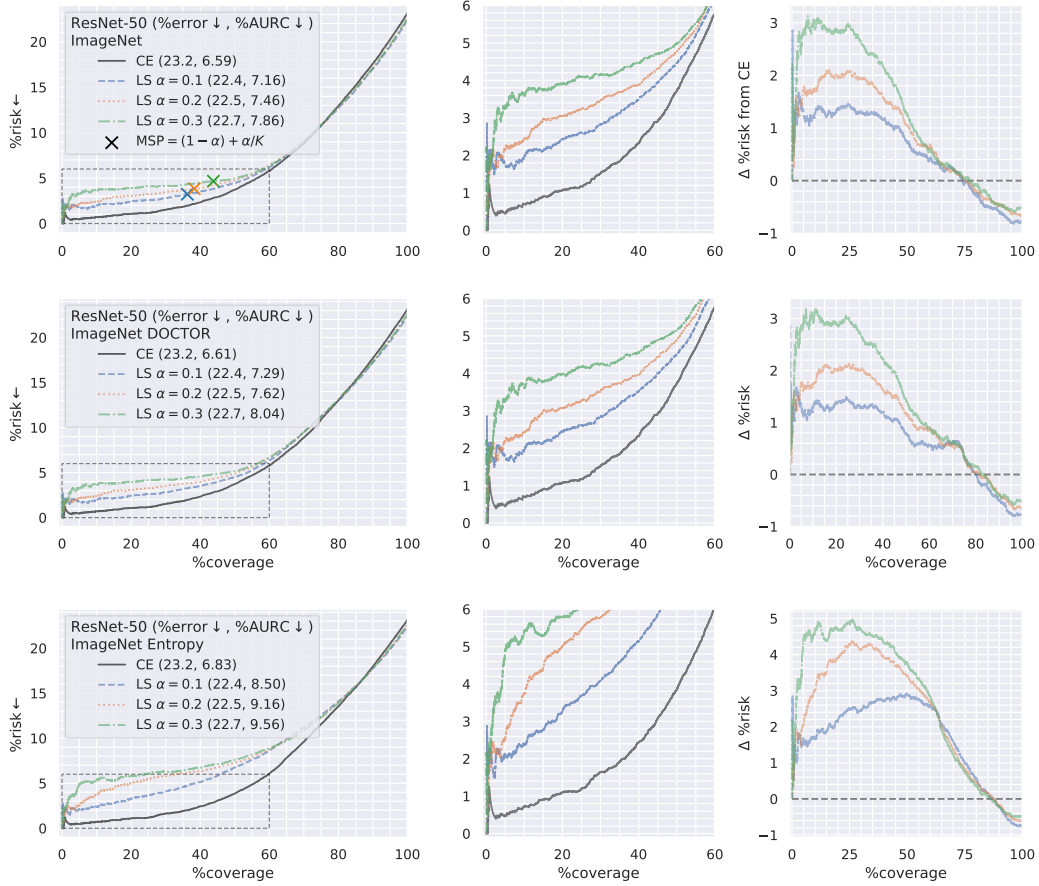 ResNet-50 (%error ↓ , %AURC ↓ )
ImageNet
CE (23.2, 6.59)
LS α = 0.1 (22.4, 7.16)
LS α = 0.2 (22.5, 7.46)
LS α = 0.3 (22.7, 7.86)
MSP = (1 − α) + α/K
%risk←
0
5
10
15
20
0 20 40 60 80 100
0
1
2
3
4
5
6
0 20 40 60
Δ %risk from CE
−1
0
1
2
3
0 25 50 75 100
ResNet-50 (%error ↓ , %AURC ↓ )
ImageNet DOCTOR
CE (23.2, 6.61)
LS α = 0.1 (22.4, 7.29)
LS α = 0.2 (22.5, 7.62)
LS α = 0.3 (22.7, 8.04)
%risk←
0
5
10
15
20
0 20 40 60 80 100
%coverage
0
1
2
3
4
5
6
0 20 40 60
%coverage
Δ %risk
−1
0
1
2
3
0 20 40 60 80 100
%coverage
ResNet-50 (%error ↓ , %AURC ↓ )
ImageNet Entropy
CE (23.2, 6.83)
LS α = 0.1 (22.4, 8.50)
LS α = 0.2 (22.5, 9.16)
LS α = 0.3 (22.7, 9.56)
%risk←
0
5
10
15
20
0 20 40 60 80 100
%coverage
0
1
2
3
4
5
6
0 20 40 60
%coverage
Δ %risk
−1
0
1
2
3
4
5
0 25 50 75 100
%coverage